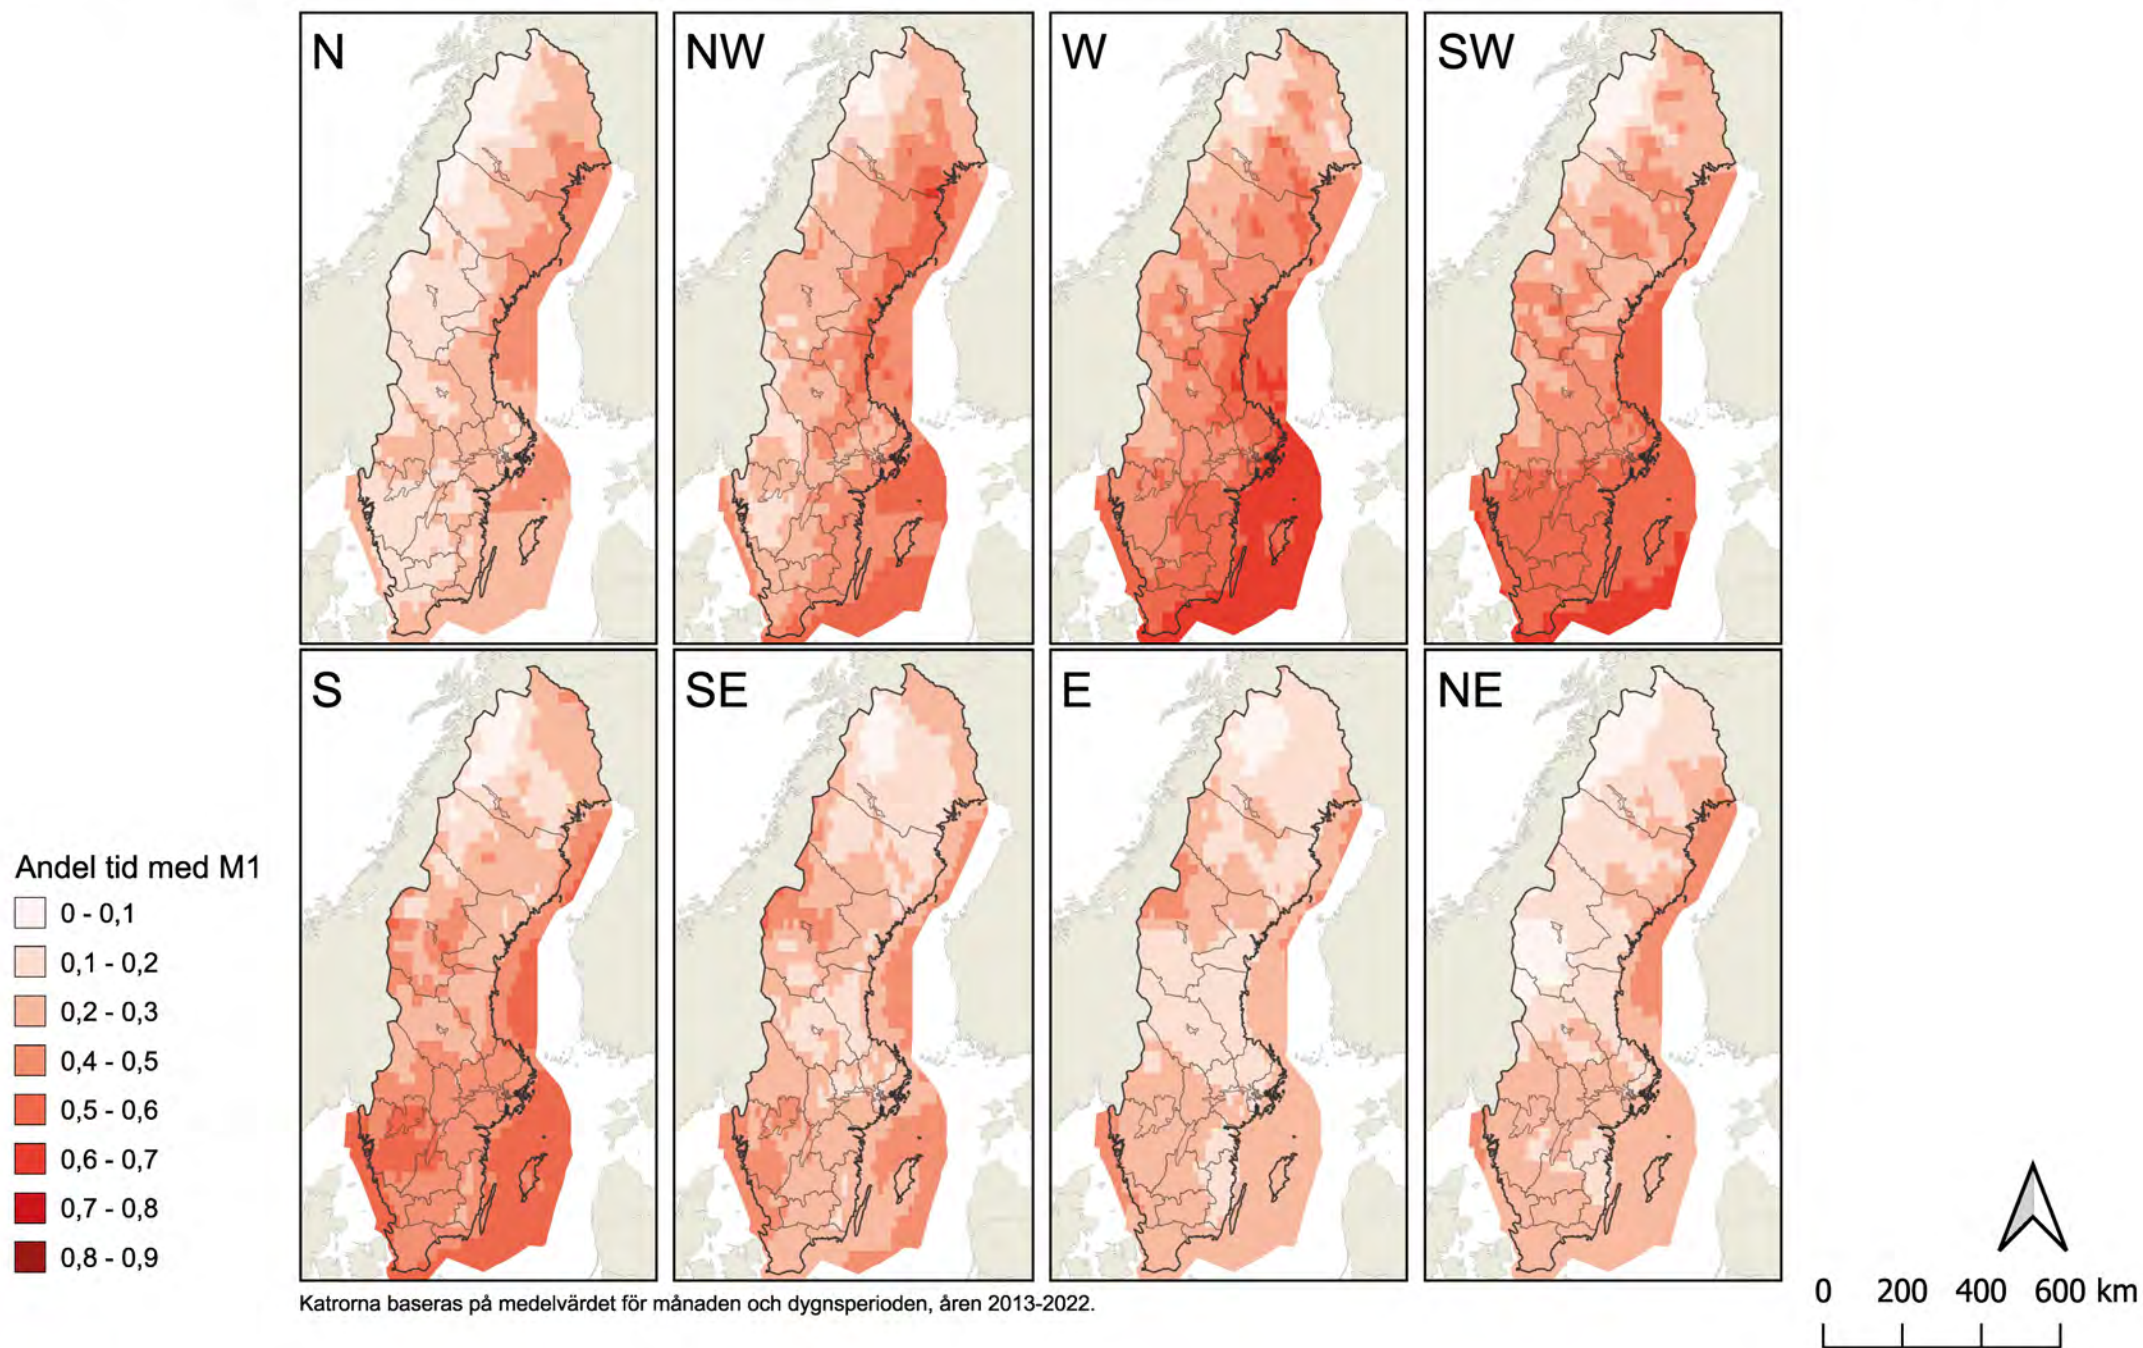 N
NW
W
SW
S
SE
E
NE
Andel tid med M1
0 - 0,1
0,1 - 0,2
0,2 - 0,3
0,4 - 0,5
0,5 - 0,6
0,6 - 0,7
0,7 - 0,8
0,8 - 0,9
Katrorna baseras på medelvärdet för månaden och dygnsperioden, åren 2013-2022.
0 200 400 600 km